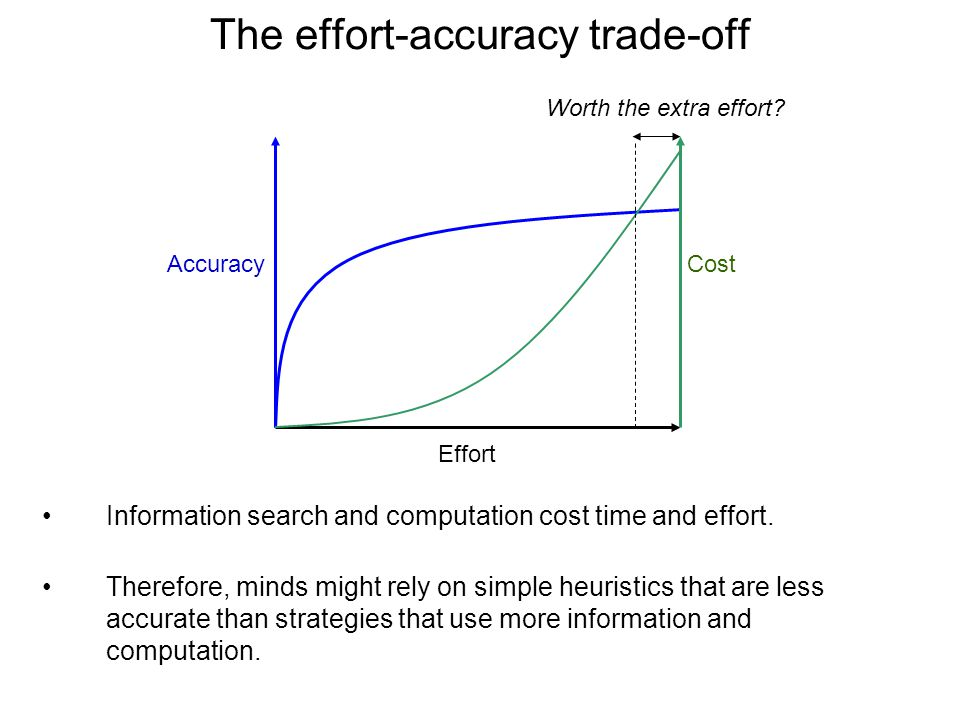 The effort-accuracy trade-off
Worth the extra effort?
Accuracy
Cost
Effort
• Information search and computation cost time and effort.
• Therefore, minds might rely on simple heuristics that are less
accurate than strategies that use more information and
computation.